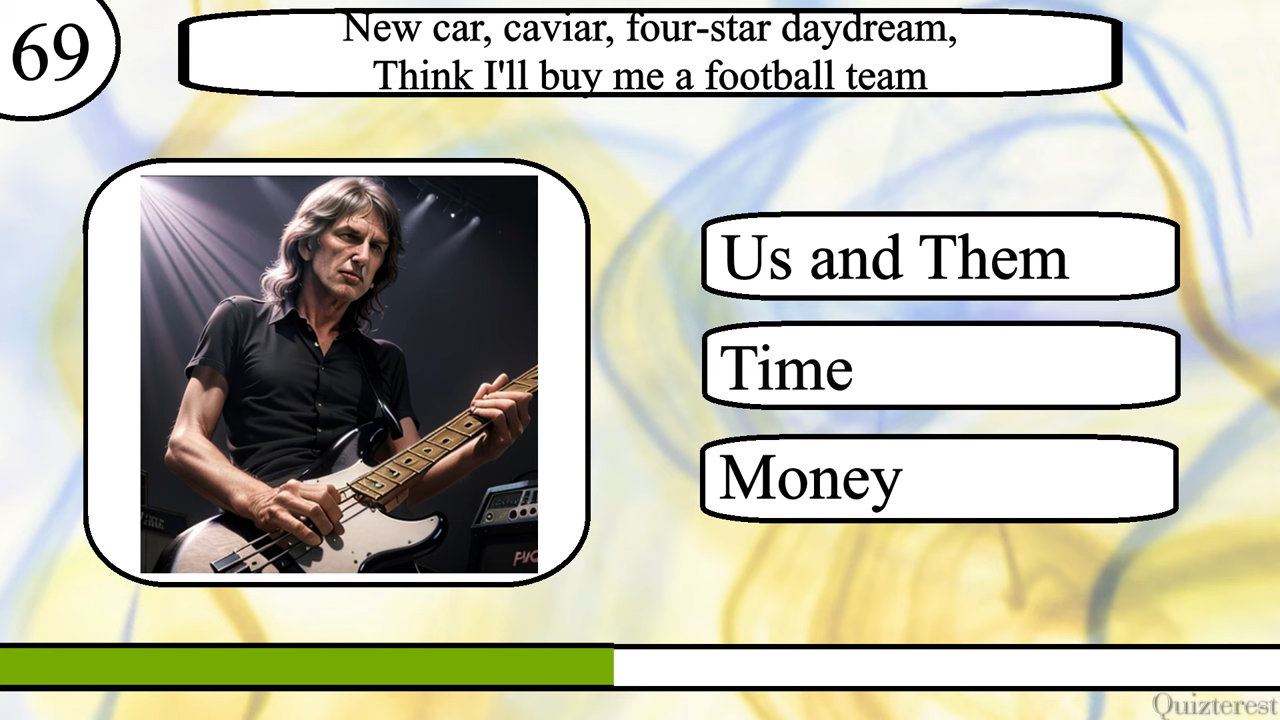 69
New car, caviar, four-star daydream,
Think I'll buy me a football team
Us and Them
Time
Money
Quizterest